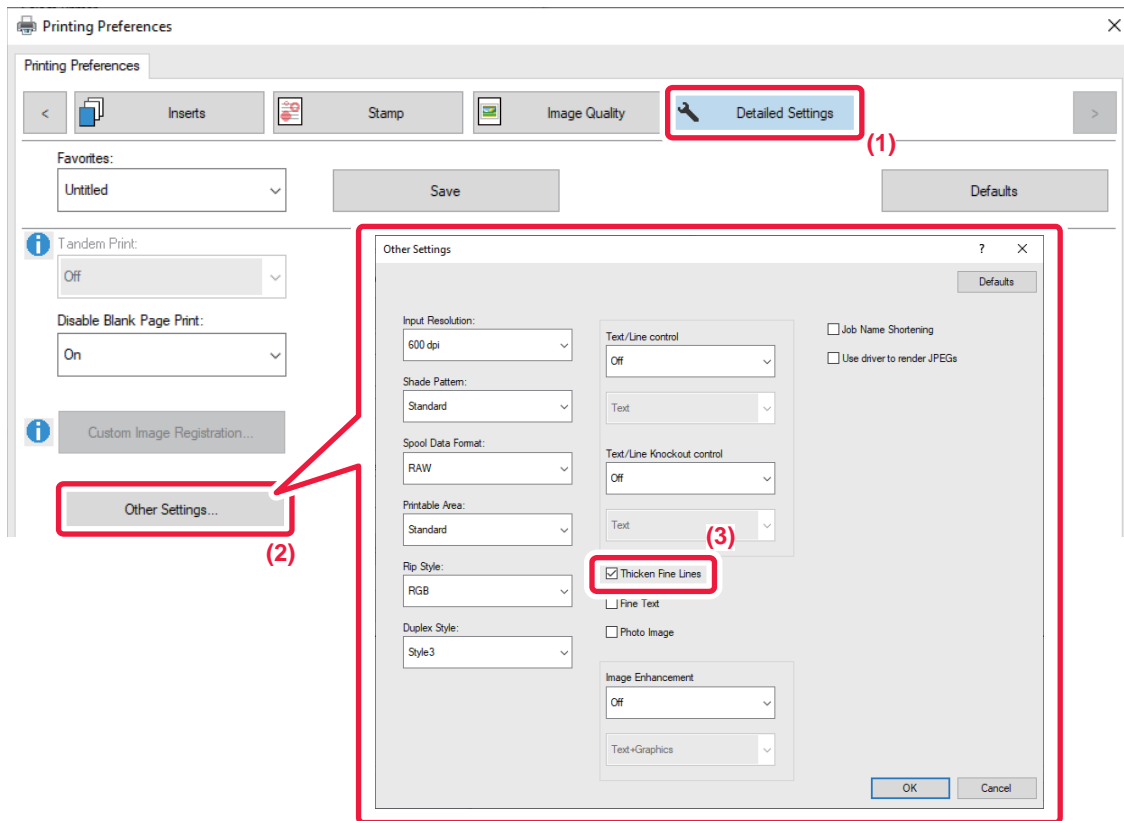 Printing Preferences
Printing Preferences
<
Inserts
Stamp
Image Quality
Detailed Settings
>
(1)
Favorites:
Untitled
Save
Defaults
Tandem Print:
Off
Disable Blank Page Print:
On
Custom Image Registration...
Other Settings...
(2)
Other Settings
?
Defaults
Input Resolution:
600 dpi
Shade Pattern:
Standard
Spool Data Format:
RAW
Printable Area:
Standard
Rip Style:
RGB
Duplex Style:
Style3
Text/Line control
Off
Text
Text/Line Knockout control
Off
Text
(3)
Thicken Fine Lines
Fine Text
Photo Image
Image Enhancement
Off
Text+Graphics
Job Name Shortening
Use driver to render JPEGs
OK
Cancel